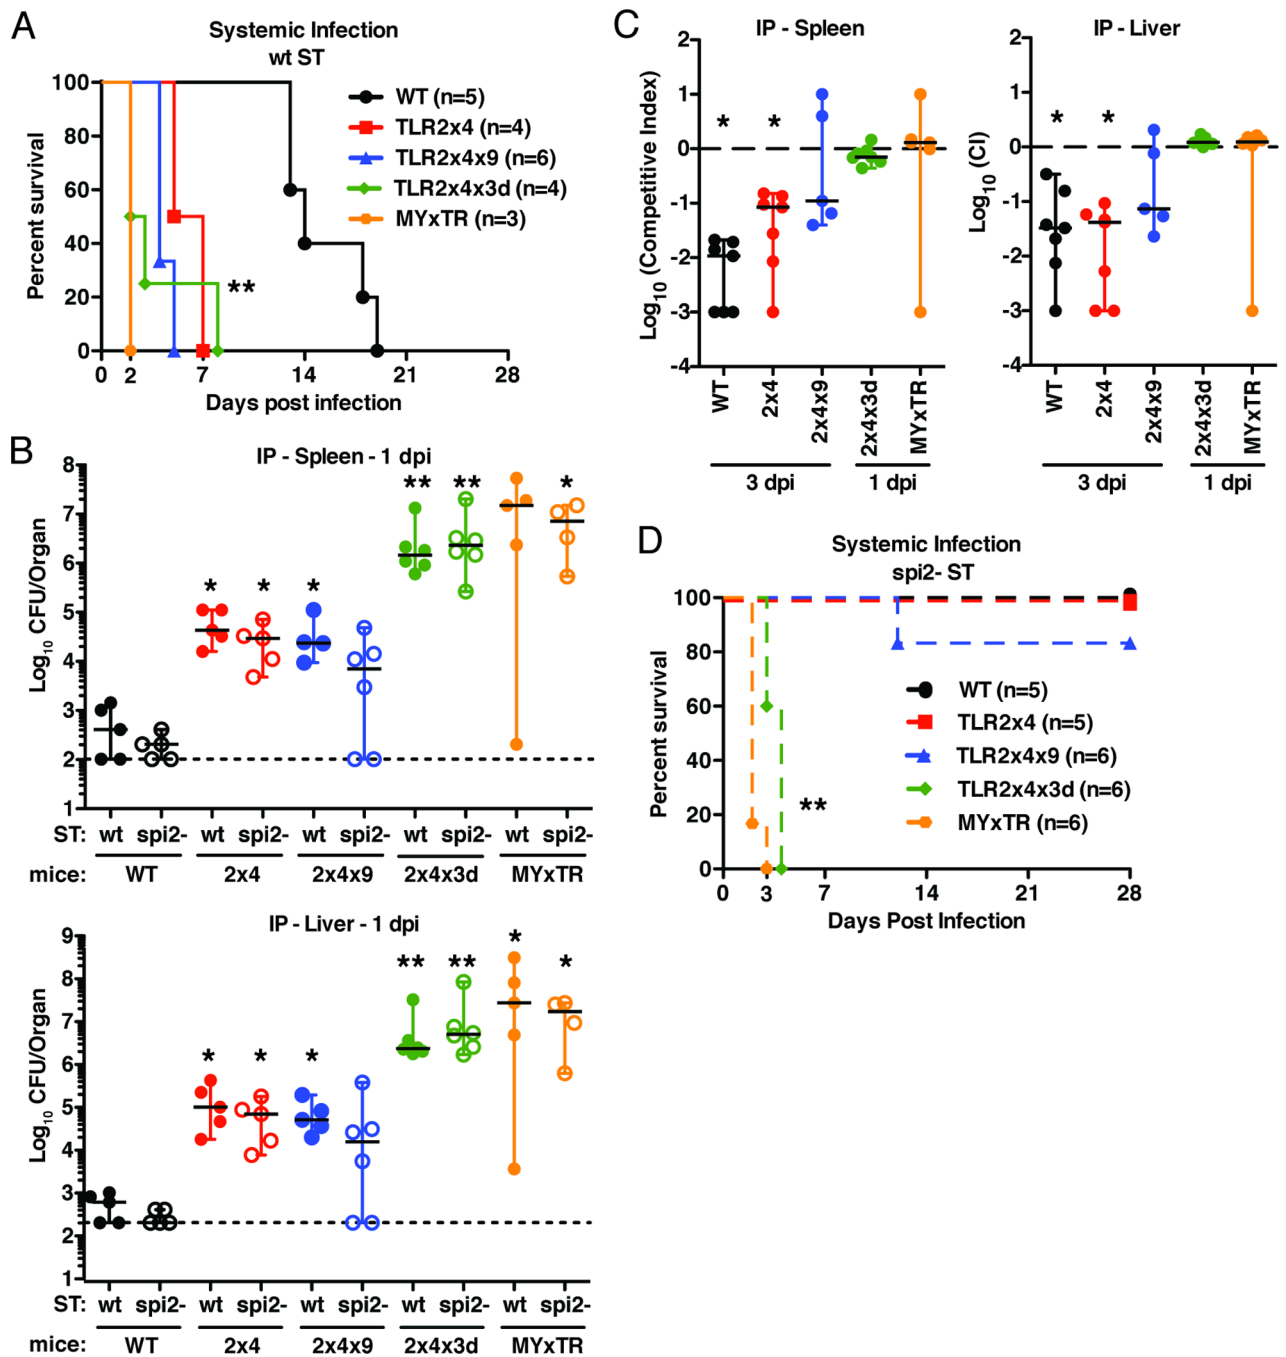 A
Systemic Infection
wt ST
100
80
60
40
20
0
Percent survival
0 2 7 14 21 28
Days post infection
WT (n=5)
TLR2x4 (n=4)
TLR2x4x9 (n=6)
TLR2x4x3d (n=4)
MYxTR (n=3)
**
B
IP - Spleen - 1 dpi
8
7
6
5
4
3
2
1
Log10 CFU/Organ
* * * ** ** *
ST: wt spi2- wt spi2- wt spi2- wt spi2- wt spi2-
mice: WT 2x4 2x4x9 2x4x3d MYxTR
IP - Liver - 1 dpi
9
8
7
6
5
4
3
2
1
Log10 CFU/Organ
* * * ** ** * *
ST: wt spi2- wt spi2- wt spi2- wt spi2- wt spi2-
mice: WT 2x4 2x4x9 2x4x3d MYxTR
C
IP - Spleen
2
1
0
-1
-2
-3
-4
Log10 (Competitive Index)
* *
WT 2x4 2x4x9 2x4x3d MYxTR
3 dpi 1 dpi
IP - Liver
2
1
0
-1
-2
-3
-4
Log10 (CI)
* *
WT 2x4 2x4x9 2x4x3d MYxTR
3 dpi 1 dpi
D
Systemic Infection
spi2- ST
100
80
60
40
20
0
Percent survival
0 3 7 14 21 28
Days Post Infection
WT (n=5)
TLR2x4 (n=5)
TLR2x4x9 (n=6)
TLR2x4x3d (n=6)
MYxTR (n=6)
**